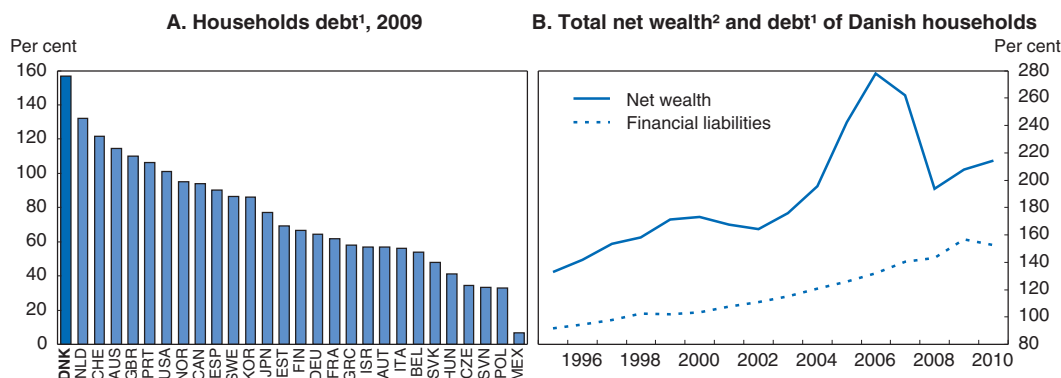 A. Households debt¹, 2009
Per cent
160
140
120
100
80
60
40
20
0
DNK
NLD
CHE
AUS
GBR
PRT
USA
NOR
CAN
ESP
SWE
KOR
JPN
EST
FIN
DEU
FRA
GRC
ISR
AUT
ITA
BEL
SVK
HUN
CZE
SVN
POL
MEX
B. Total net wealth² and debt¹ of Danish households
Per cent
Net wealth
Financial liabilities
280
260
240
220
200
180
160
140
120
100
80
1996 1998 2000 2002 2004 2006 2008 2010